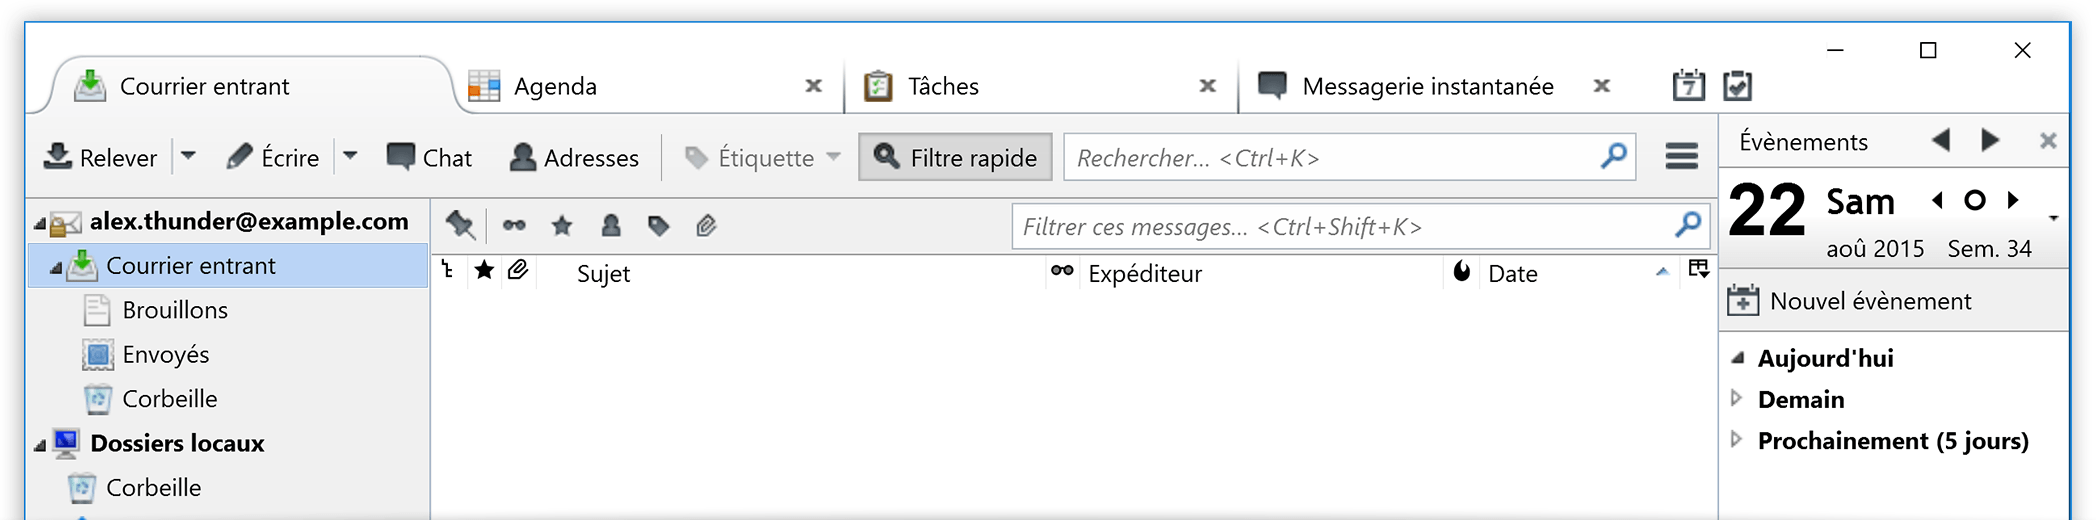 Courrier entrant
Agenda
Tâches
Messagerie instantanée
7
Relever
Écrire
Chat
Adresses
Étiquette
Filtre rapide
Rechercher... <Ctrl+K>
Évènements
alex.thunder@example.com
Courrier entrant
Brouillons
Envoyés
Corbeille
Dossiers locaux
Corbeille
Filtrer ces messages... <Ctrl+Shift+K>
Sujet
Expéditeur
Date
22
Sam
aoû 2015 Sem. 34
Nouvel évènement
Aujourd'hui
Demain
Prochainement (5 jours)